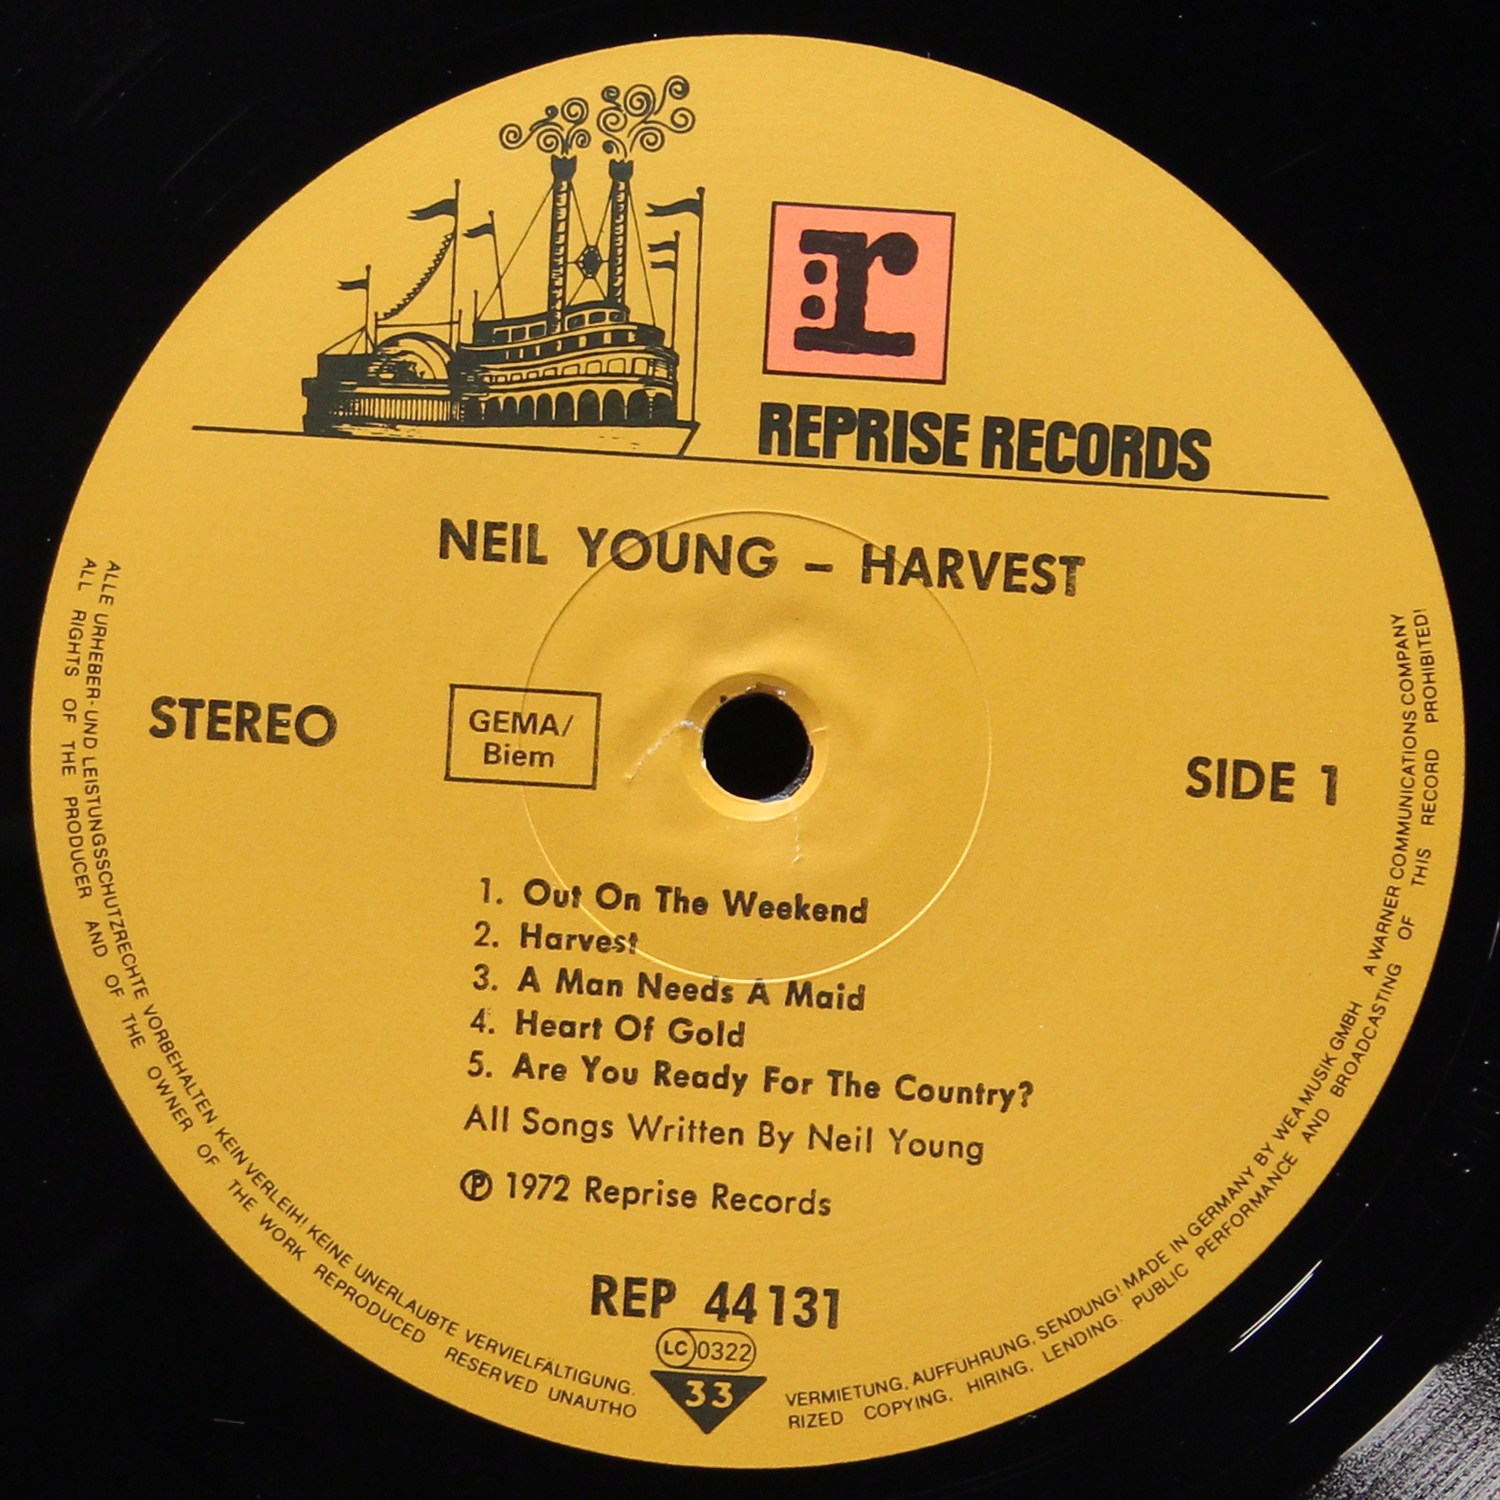 :r
REPRISE RECORDS
NEIL YOUNG – HARVEST
STEREO
GEMA/
Biem
SIDE 1
1. Out On The Weekend
2. Harvest
3. A Man Needs A Maid
4. Heart Of Gold
5. Are You Ready For The Country?
All Songs Written By Neil Young
Ⓟ 1972 Reprise Records
REP 44 131
LC 0322
33
ALLE URHEBER- UND LEISTUNGSSCHUTZRECHTE VORBEHALTEN KEIN VERLEIH! KEINE UNERLAUBTE VERVIELFÄLTIGUNG. VERMIETUNG, AUFFÜHRUNG, SENDUNG! MADE IN GERMANY BY WEA MUSIK GMBH A WARNER COMMUNICATIONS COMPANY
ALL RIGHTS OF THE PRODUCER AND OF THE OWNER OF THE WORK REPRODUCED RESERVED UNAUTHORIZED COPYING, HIRING, LENDING. PUBLIC PERFORMANCE AND BROADCASTING OF THIS RECORD PROHIBITED!